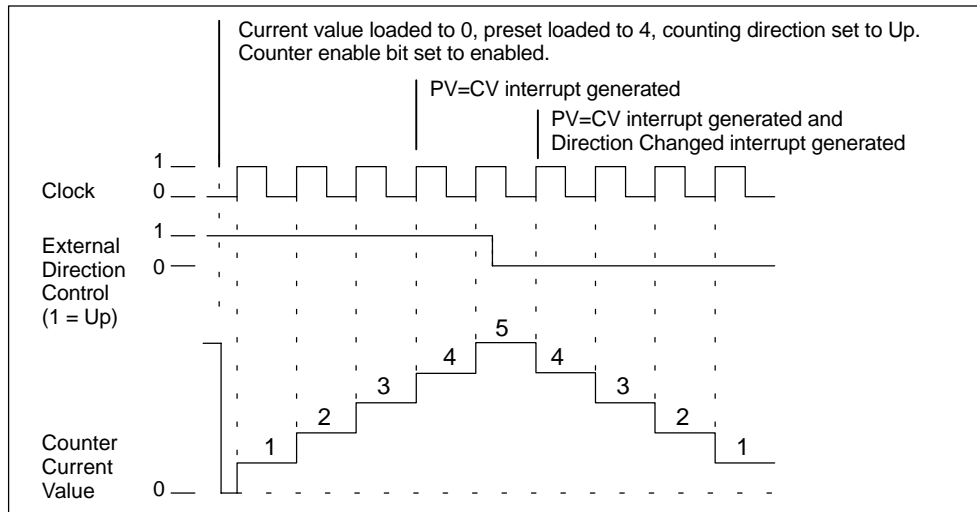 Current value loaded to 0, preset loaded to 4, counting direction set to Up.
Counter enable bit set to enabled.
PV=CV interrupt generated
PV=CV interrupt generated and
Direction Changed interrupt generated
1
Clock 0
1
External
Direction 0
Control
(1 = Up)
5
4 4
3 3
2 2
1 1
Counter
Current
Value 0